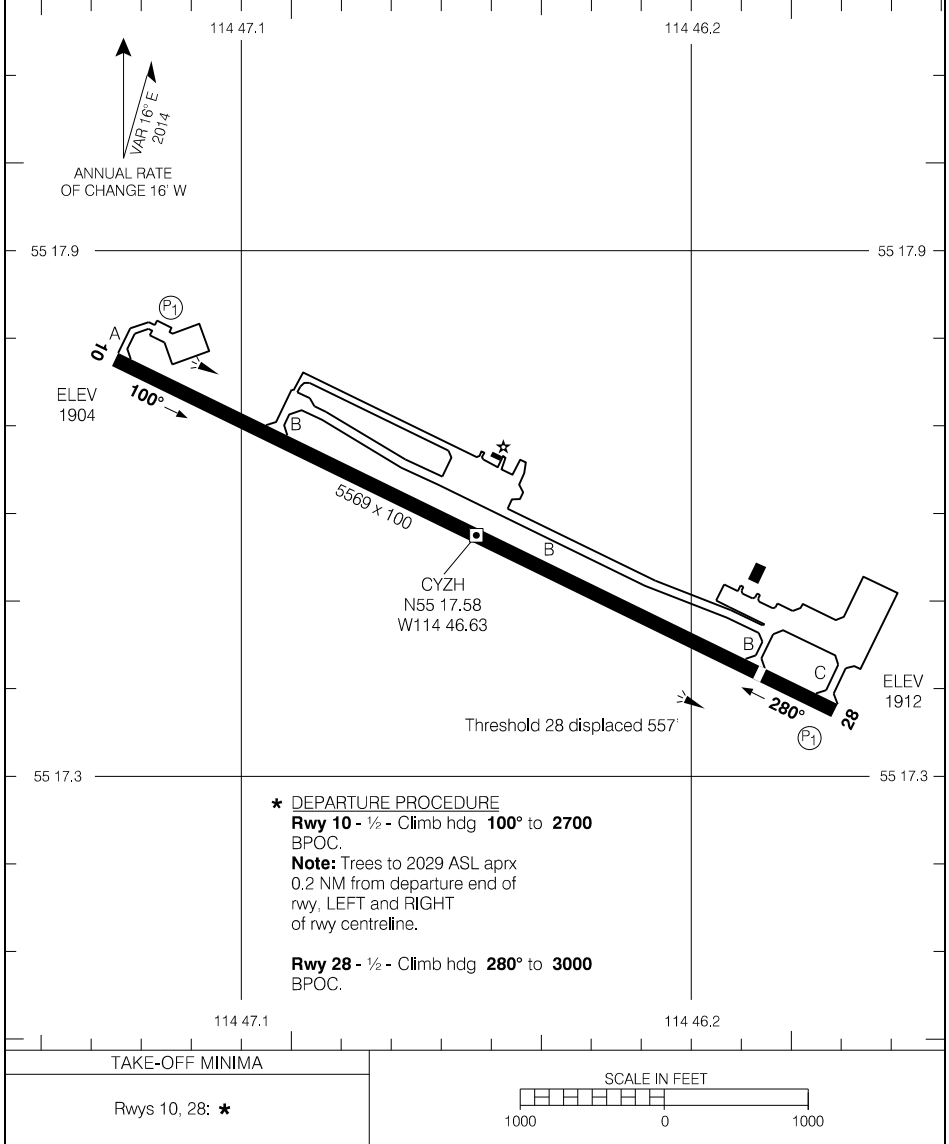 114 47.1
114 46.2
VAR 16° E
2014
ANNUAL RATE
OF CHANGE 16' W
55 17.9
55 17.9
P1
A
10
ELEV
1904
100°
B
5569 x 100
B
CYZH
N55 17.58
W114 46.63
B
C
ELEV
1912
280°
28
Threshold 28 displaced 557'
P1
55 17.3
55 17.3
* DEPARTURE PROCEDURE
Rwy 10 - ½ - Climb hdg 100° to 2700
BPOC.
Note: Trees to 2029 ASL aprx
0.2 NM from departure end of
rwy, LEFT and RIGHT
of rwy centreline.
Rwy 28 - ½ - Climb hdg 280° to 3000
BPOC.
114 47.1
114 46.2
TAKE-OFF MINIMA
Rwys 10, 28: *
SCALE IN FEET
1000 0 1000